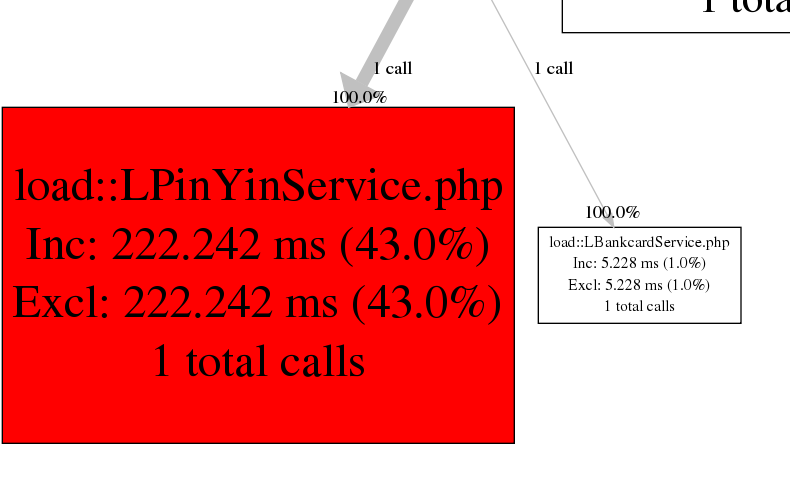 1 call
1 call
100.0%
load::LPinYinService.php
Inc: 222.242 ms (43.0%)
Excl: 222.242 ms (43.0%)
1 total calls
100.0%
load::LBankcardService.php
Inc: 5.228 ms (1.0%)
Excl: 5.228 ms (1.0%)
1 total calls